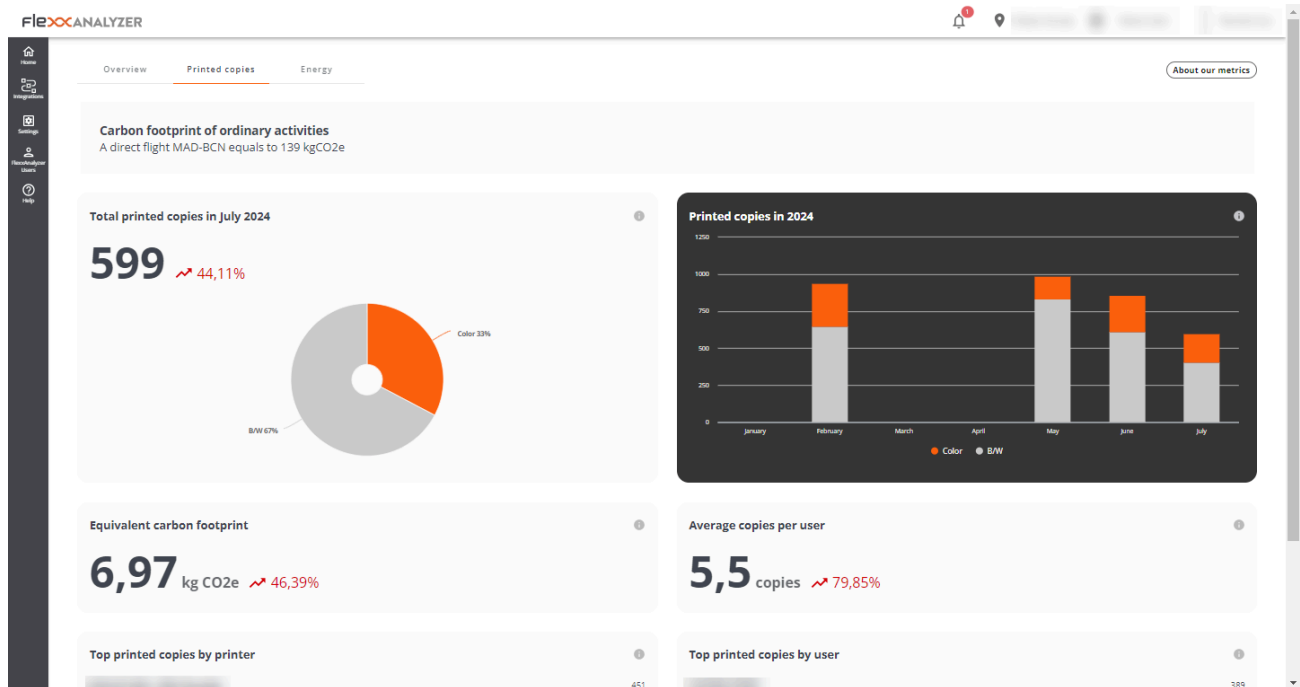 FlexxANALYZER
1
Home
Integrations
Settings
FlexxAnalyzer
Users
Help
Overview
Printed copies
Energy
About our metrics
Carbon footprint of ordinary activities
A direct flight MAD-BCN equals to 139 kgCO2e
Total printed copies in July 2024
599
44,11%
Color 33%
B/W 67%
Printed copies in 2024
1250
1000
750
500
250
0
January
February
March
April
May
June
July
Color
B/W
Equivalent carbon footprint
6,97 kg CO2e 46,39%
Average copies per user
5,5 copies 79,85%
Top printed copies by printer
451
Top printed copies by user
389